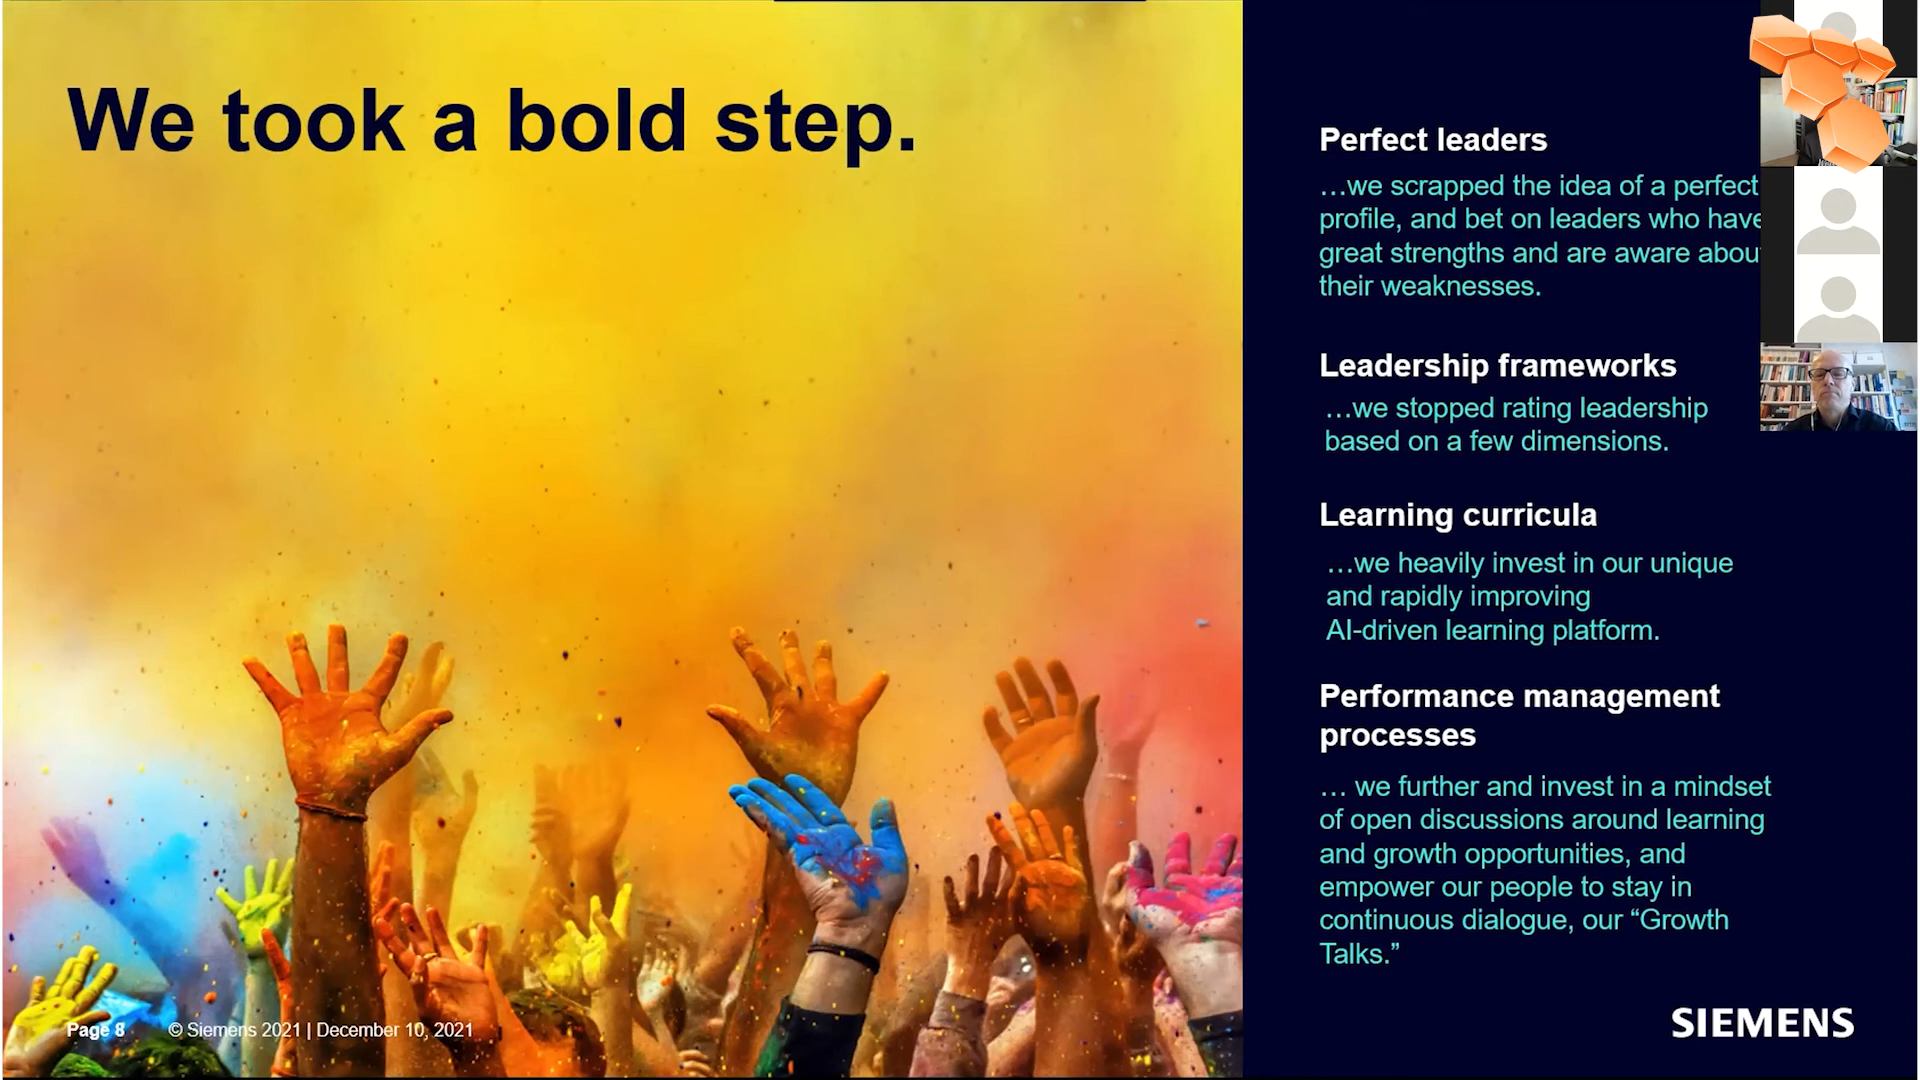 We took a bold step.
Perfect leaders
…we scrapped the idea of a perfect
profile, and bet on leaders who have
great strengths and are aware abou
their weaknesses.
Leadership frameworks
…we stopped rating leadership
based on a few dimensions.
Learning curricula
…we heavily invest in our unique
and rapidly improving
AI-driven learning platform.
Performance management
processes
… we further and invest in a mindset
of open discussions around learning
and growth opportunities, and
empower our people to stay in
continuous dialogue, our “Growth
Talks.”
Page 8 © Siemens 2021 | December 10, 2021
SIEMENS